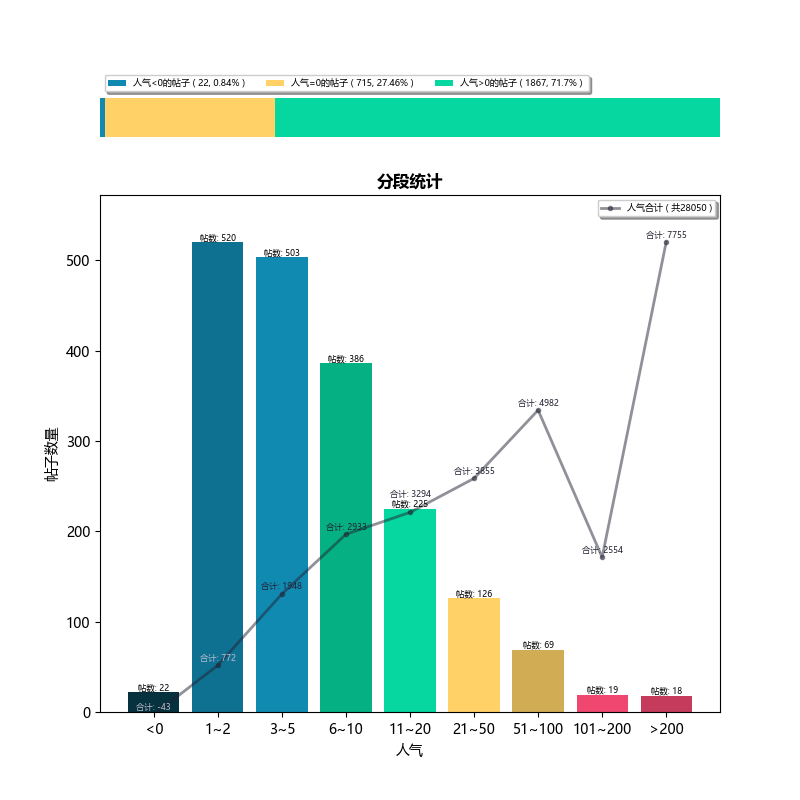 人气<0的帖子 ( 22, 0.84% ) 人气=0的帖子 ( 715, 27.46% ) 人气>0的帖子 ( 1867, 71.7% )
分段统计
人气合计 ( 共28050 )
合计: 7755
帖数: 520
帖数: 503
500
帖数: 386
400
合计: 4982
300
合计: 3855
合计: 3294
帖数: 225
合计: 2933
200
合计: 2554
合计: 1948
帖数: 126
100
合计: 772
帖数: 69
帖数: 22
帖数: 19
帖数: 18
合计: -43
0
<0 1~2 3~5 6~10 11~20 21~50 51~100 101~200 >200
人气
帖子数量